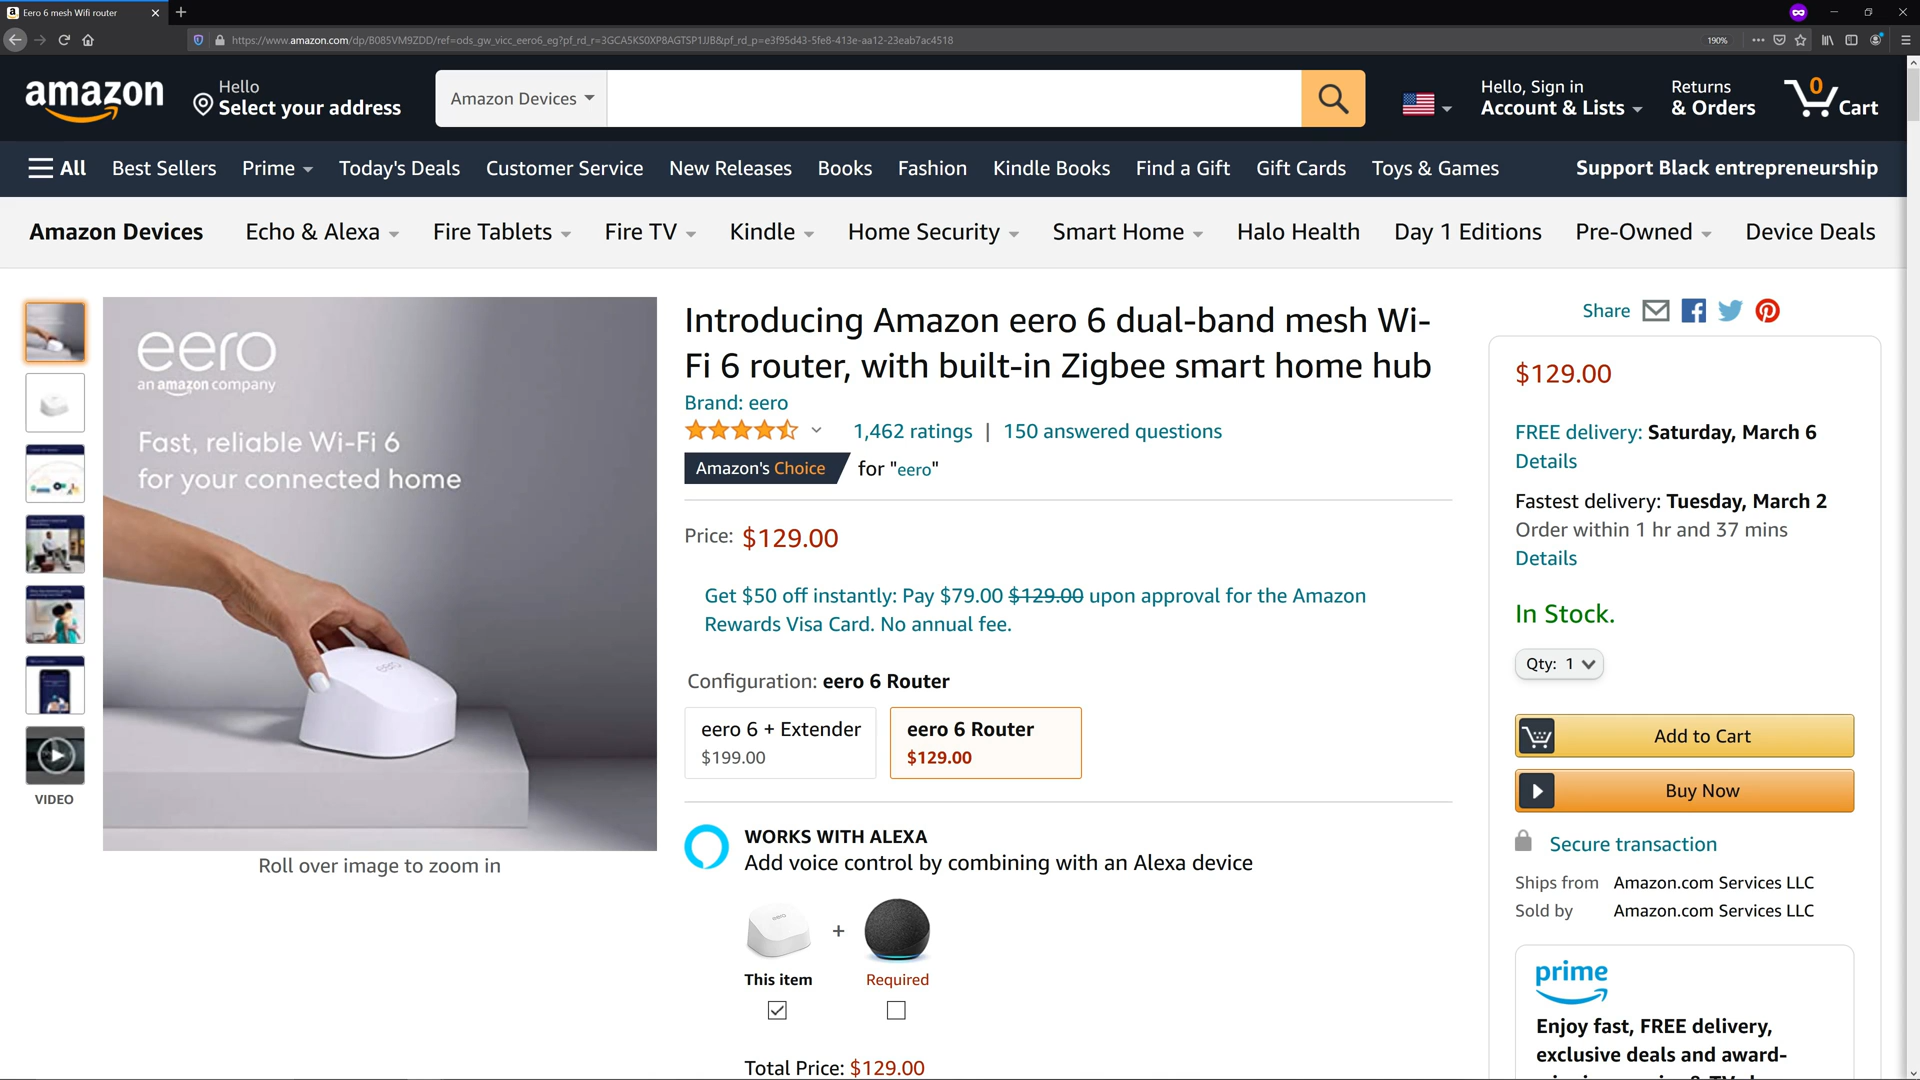 Eero 6 mesh Wifi router
https://www.amazon.com/dp/B085VM9ZDD/ref=ods_gw_vicc_eero6_eg?pf_rd_r=3GCA5KS0XP8AGTSP1JJB&pf_rd_p=e3f95d43-5fe8-413e-aa12-23eab7ac4518
190%
amazon
Hello
Select your address
Amazon Devices
Hello, Sign in
Account & Lists
Returns
& Orders
0
Cart
All
Best Sellers
Prime
Today's Deals
Customer Service
New Releases
Books
Fashion
Kindle Books
Find a Gift
Gift Cards
Toys & Games
Support Black entrepreneurship
Amazon Devices
Echo & Alexa
Fire Tablets
Fire TV
Kindle
Home Security
Smart Home
Halo Health
Day 1 Editions
Pre-Owned
Device Deals
eero
an amazon company
Fast, reliable Wi-Fi 6
for your connected home
eero
VIDEO
Roll over image to zoom in
Introducing Amazon eero 6 dual-band mesh Wi-
Fi 6 router, with built-in Zigbee smart home hub
Brand: eero
1,462 ratings | 150 answered questions
Amazon's Choice for "eero"
Price: $129.00
Get $50 off instantly: Pay $79.00 $129.00 upon approval for the Amazon
Rewards Visa Card. No annual fee.
Configuration: eero 6 Router
eero 6 + Extender
$199.00
eero 6 Router
$129.00
WORKS WITH ALEXA
Add voice control by combining with an Alexa device
eero
+
This item
Required
Total Price: $129.00
Share
$129.00
FREE delivery: Saturday, March 6
Details
Fastest delivery: Tuesday, March 2
Order within 1 hr and 37 mins
Details
In Stock.
Qty: 1
Add to Cart
Buy Now
Secure transaction
Ships from Amazon.com Services LLC
Sold by Amazon.com Services LLC
prime
Enjoy fast, FREE delivery,
exclusive deals and award-